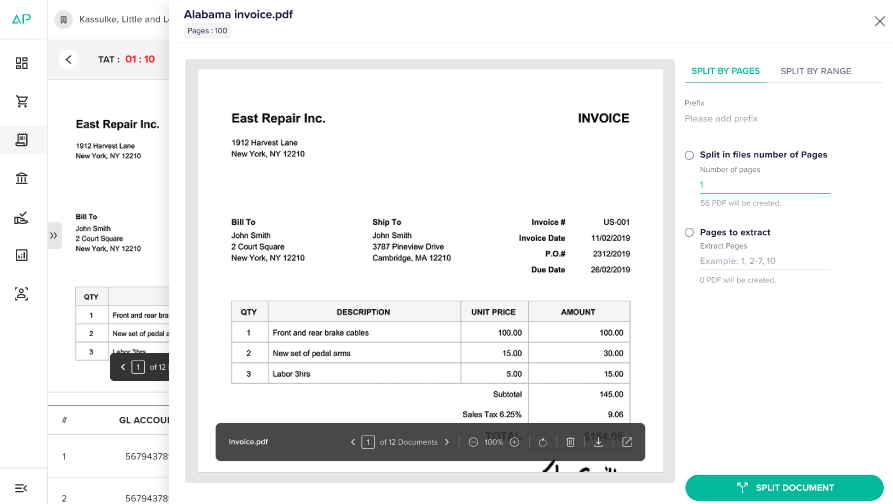 AP
Kassulke, Little and
TAT : 01 : 10
East Repair Inc.
1912 Harvest Lane
New York, NY 12210
Bill To
John Smith
2 Court Square
New York, NY 12210
QTY
1 Front and rear bra
2 New set of pedal a
3 Labor 3hrs
1 of 12
# GL ACCOU
1 56794378
2 56794378
Alabama invoice.pdf
Pages : 100
East Repair Inc. INVOICE
1912 Harvest Lane
New York, NY 12210
Bill To Ship To Invoice # US-001
John Smith John Smith Invoice Date 11/02/2019
2 Court Square 3787 Pineview Drive P.O.# 2312/2019
New York, NY 12210 Cambridge, MA 12210
Due Date 26/02/2019
QTY DESCRIPTION UNIT PRICE AMOUNT
1 Front and rear brake cables 100.00 100.00
2 New set of pedal arms 15.00 30.00
3 Labor 3hrs 5.00 15.00
Subtotal 145.00
Sales Tax 6.25% 9.06
TOTAL $154.06
Invoice.pdf 1 of 12 Documents 100%
SPLIT BY PAGES SPLIT BY RANGE
Prefix
Please add prefix
Split in files number of Pages
Number of pages
1
56 PDF will be created.
Pages to extract
Extract Pages
Example: 1, 2-7, 10
0 PDF will be created.
SPLIT DOCUMENT